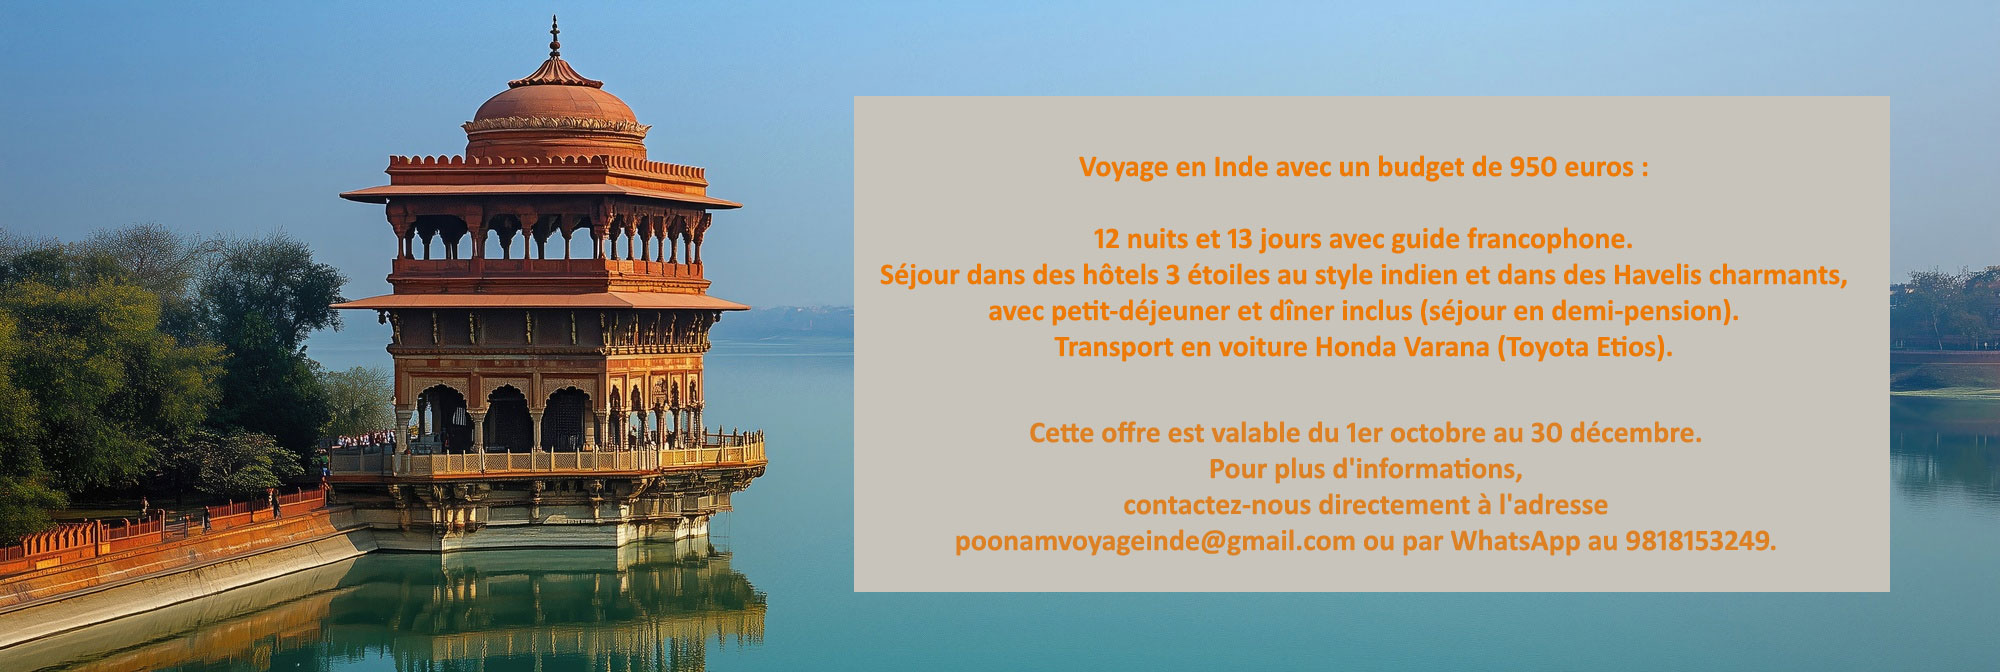 Voyage en Inde avec un budget de 950 euros :
12 nuits et 13 jours avec guide francophone.
Séjour dans des hôtels 3 étoiles au style indien et dans des Havelis charmants,
avec petit-déjeuner et dîner inclus (séjour en demi-pension).
Transport en voiture Honda Varana (Toyota Etios).
Cette offre est valable du 1er octobre au 30 décembre.
Pour plus d'informations,
contactez-nous directement à l'adresse
poonamvoyageinde@gmail.com ou par WhatsApp au 9818153249.